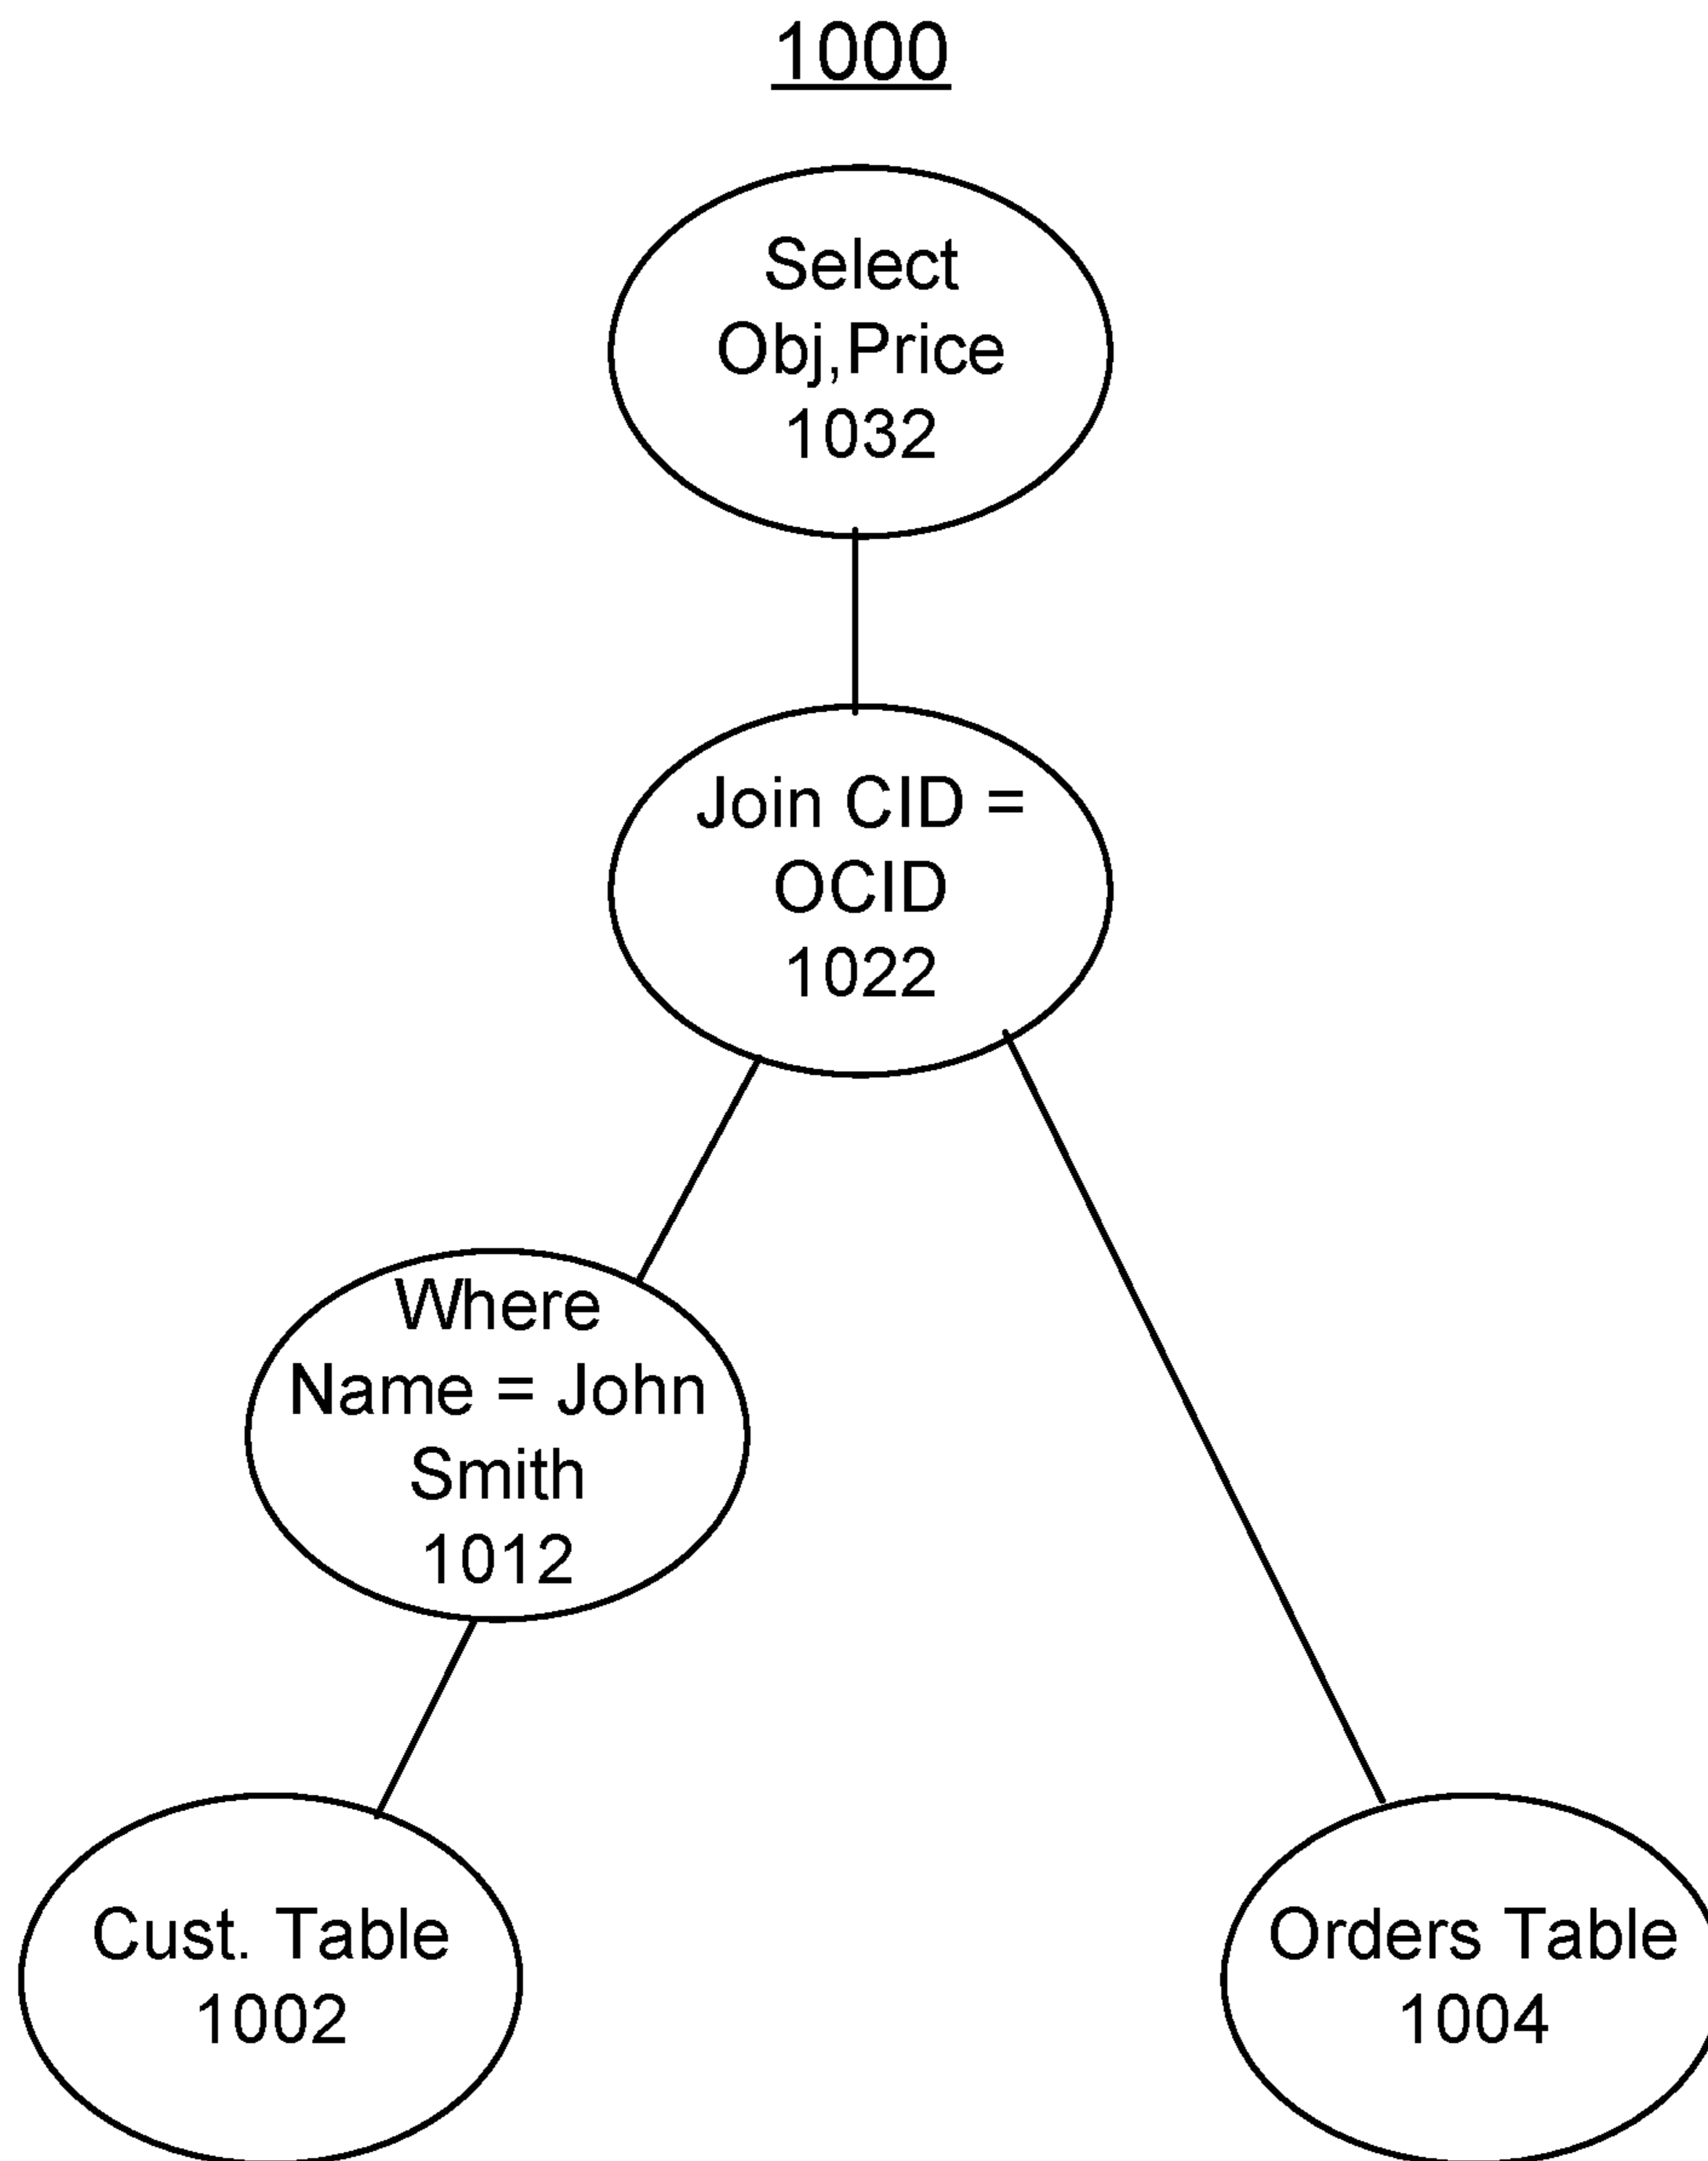 1000
Select
Obj,Price
1032
Join CID =
OCID
1022
Where
Name = John
Smith
1012
Cust. Table
1002
Orders Table
1004